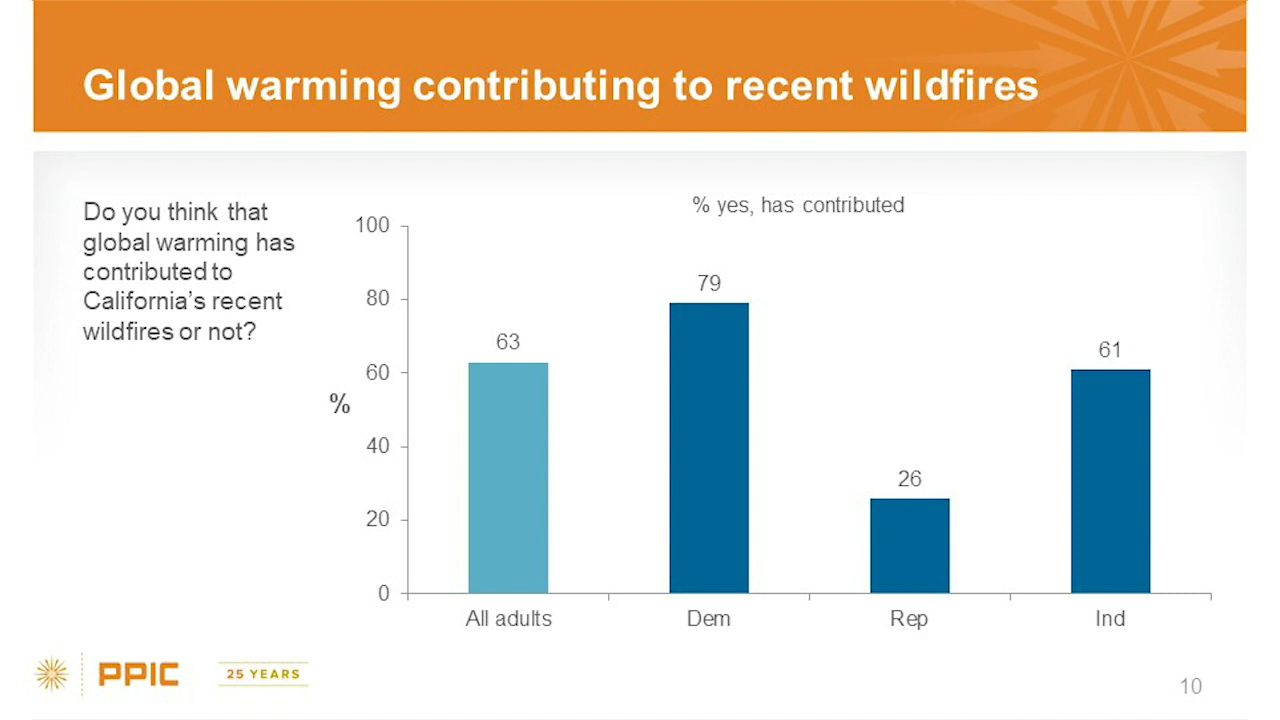 Global warming contributing to recent wildfires
Do you think that
global warming has
contributed to
California's recent
wildfires or not?
% yes, has contributed
100
80
60
40
20
0
%
63
79
26
61
All adults
Dem
Rep
Ind
PPIC
25 YEARS
10